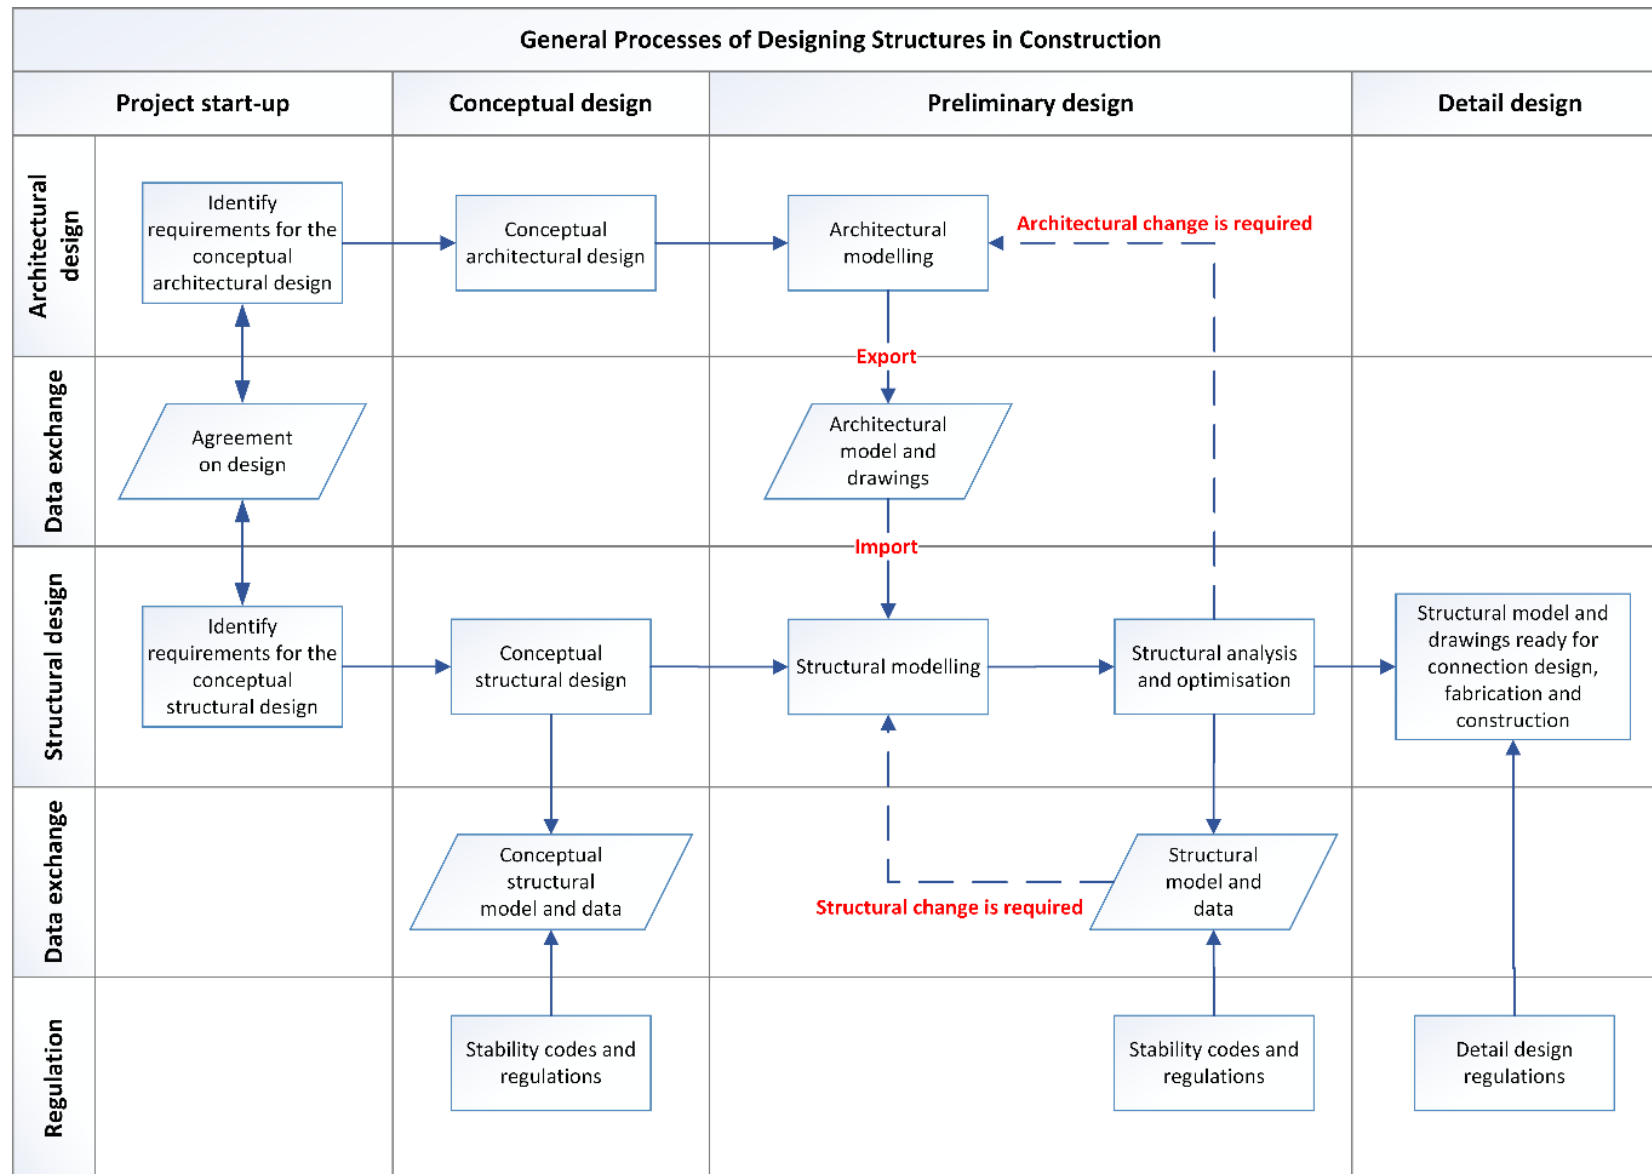 General Processes of Designing Structures in Construction
Project start-up
Conceptual design
Preliminary design
Detail design
Architectural
design
Identify
requirements for the
conceptual
architectural design
Conceptual
architectural design
Architectural
modelling
Architectural change is required
Export
Data exchange
Agreement
on design
Architectural
model and
drawings
Import
Structural design
Identify
requirements for the
conceptual
structural design
Conceptual
structural design
Structural modelling
Structural analysis
and optimisation
Structural model and
drawings ready for
connection design,
fabrication and
construction
Data exchange
Conceptual
structural
model and data
Structural change is required
Structural
model and
data
Regulation
Stability codes and
regulations
Stability codes and
regulations
Detail design
regulations